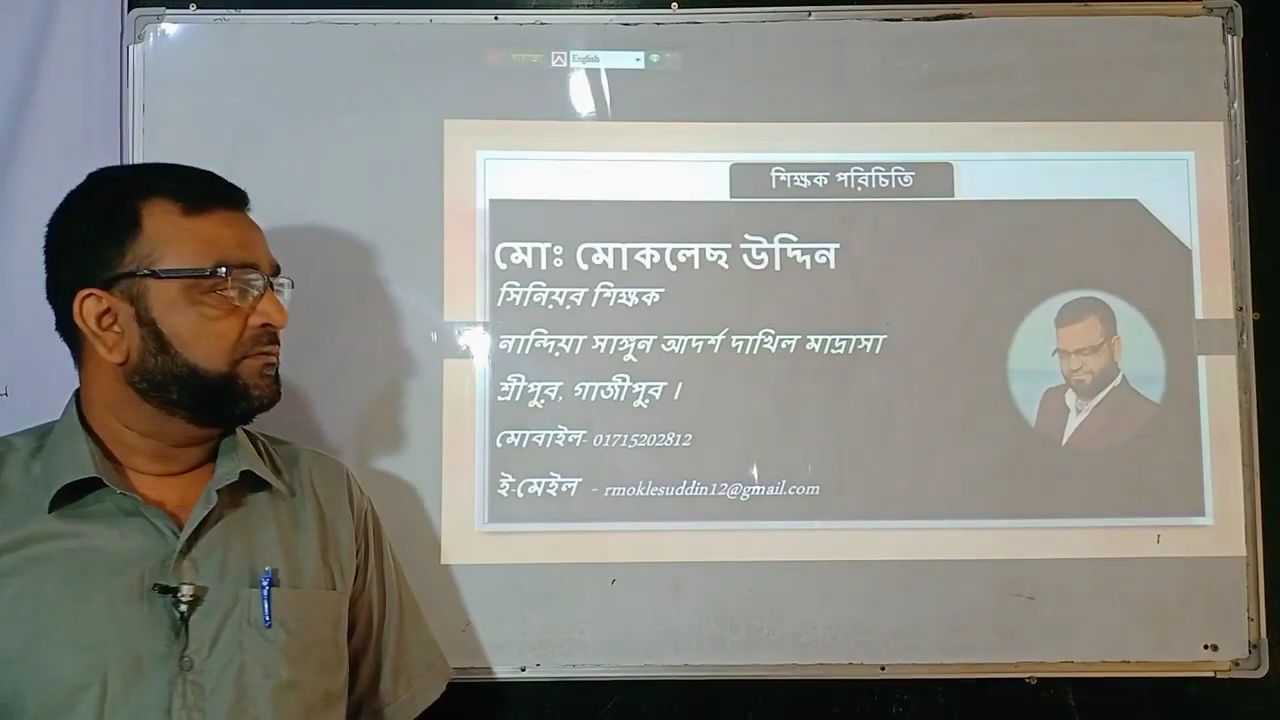 English
শিক্ষক পরিচিতি
মোঃ মোকলেছ উদ্দিন
সিনিয়র শিক্ষক
নান্দিয়া সাঙ্গুন আদর্শ দাখিল মাদ্রাসা
শ্রীপুর, গাজীপুর ।
মোবাইল- 01715202812
ই-মেইল - rmoklesuddin12@gmail.com